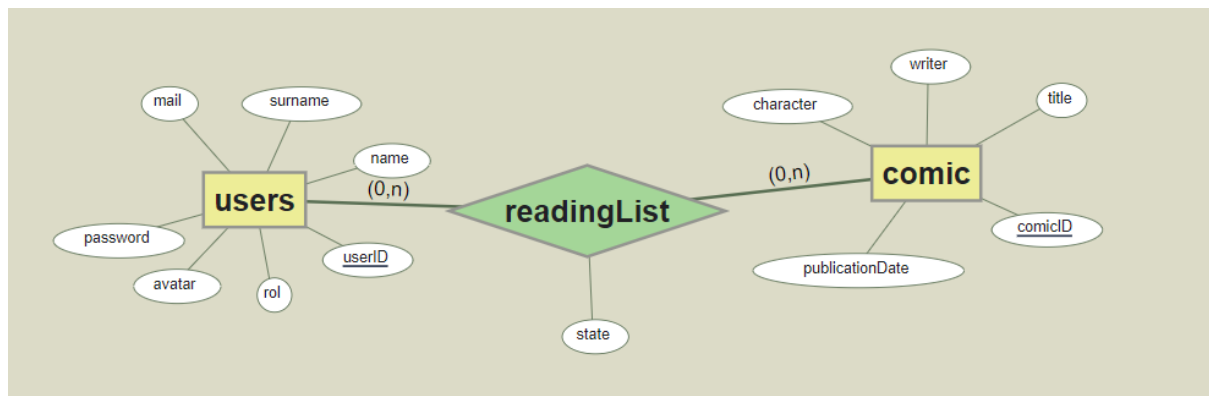 writer
mail
surname
character
title
name
(0,n)
(0,n)
comic
users
readingList
password
userID
comicID
avatar
rol
publicationDate
state